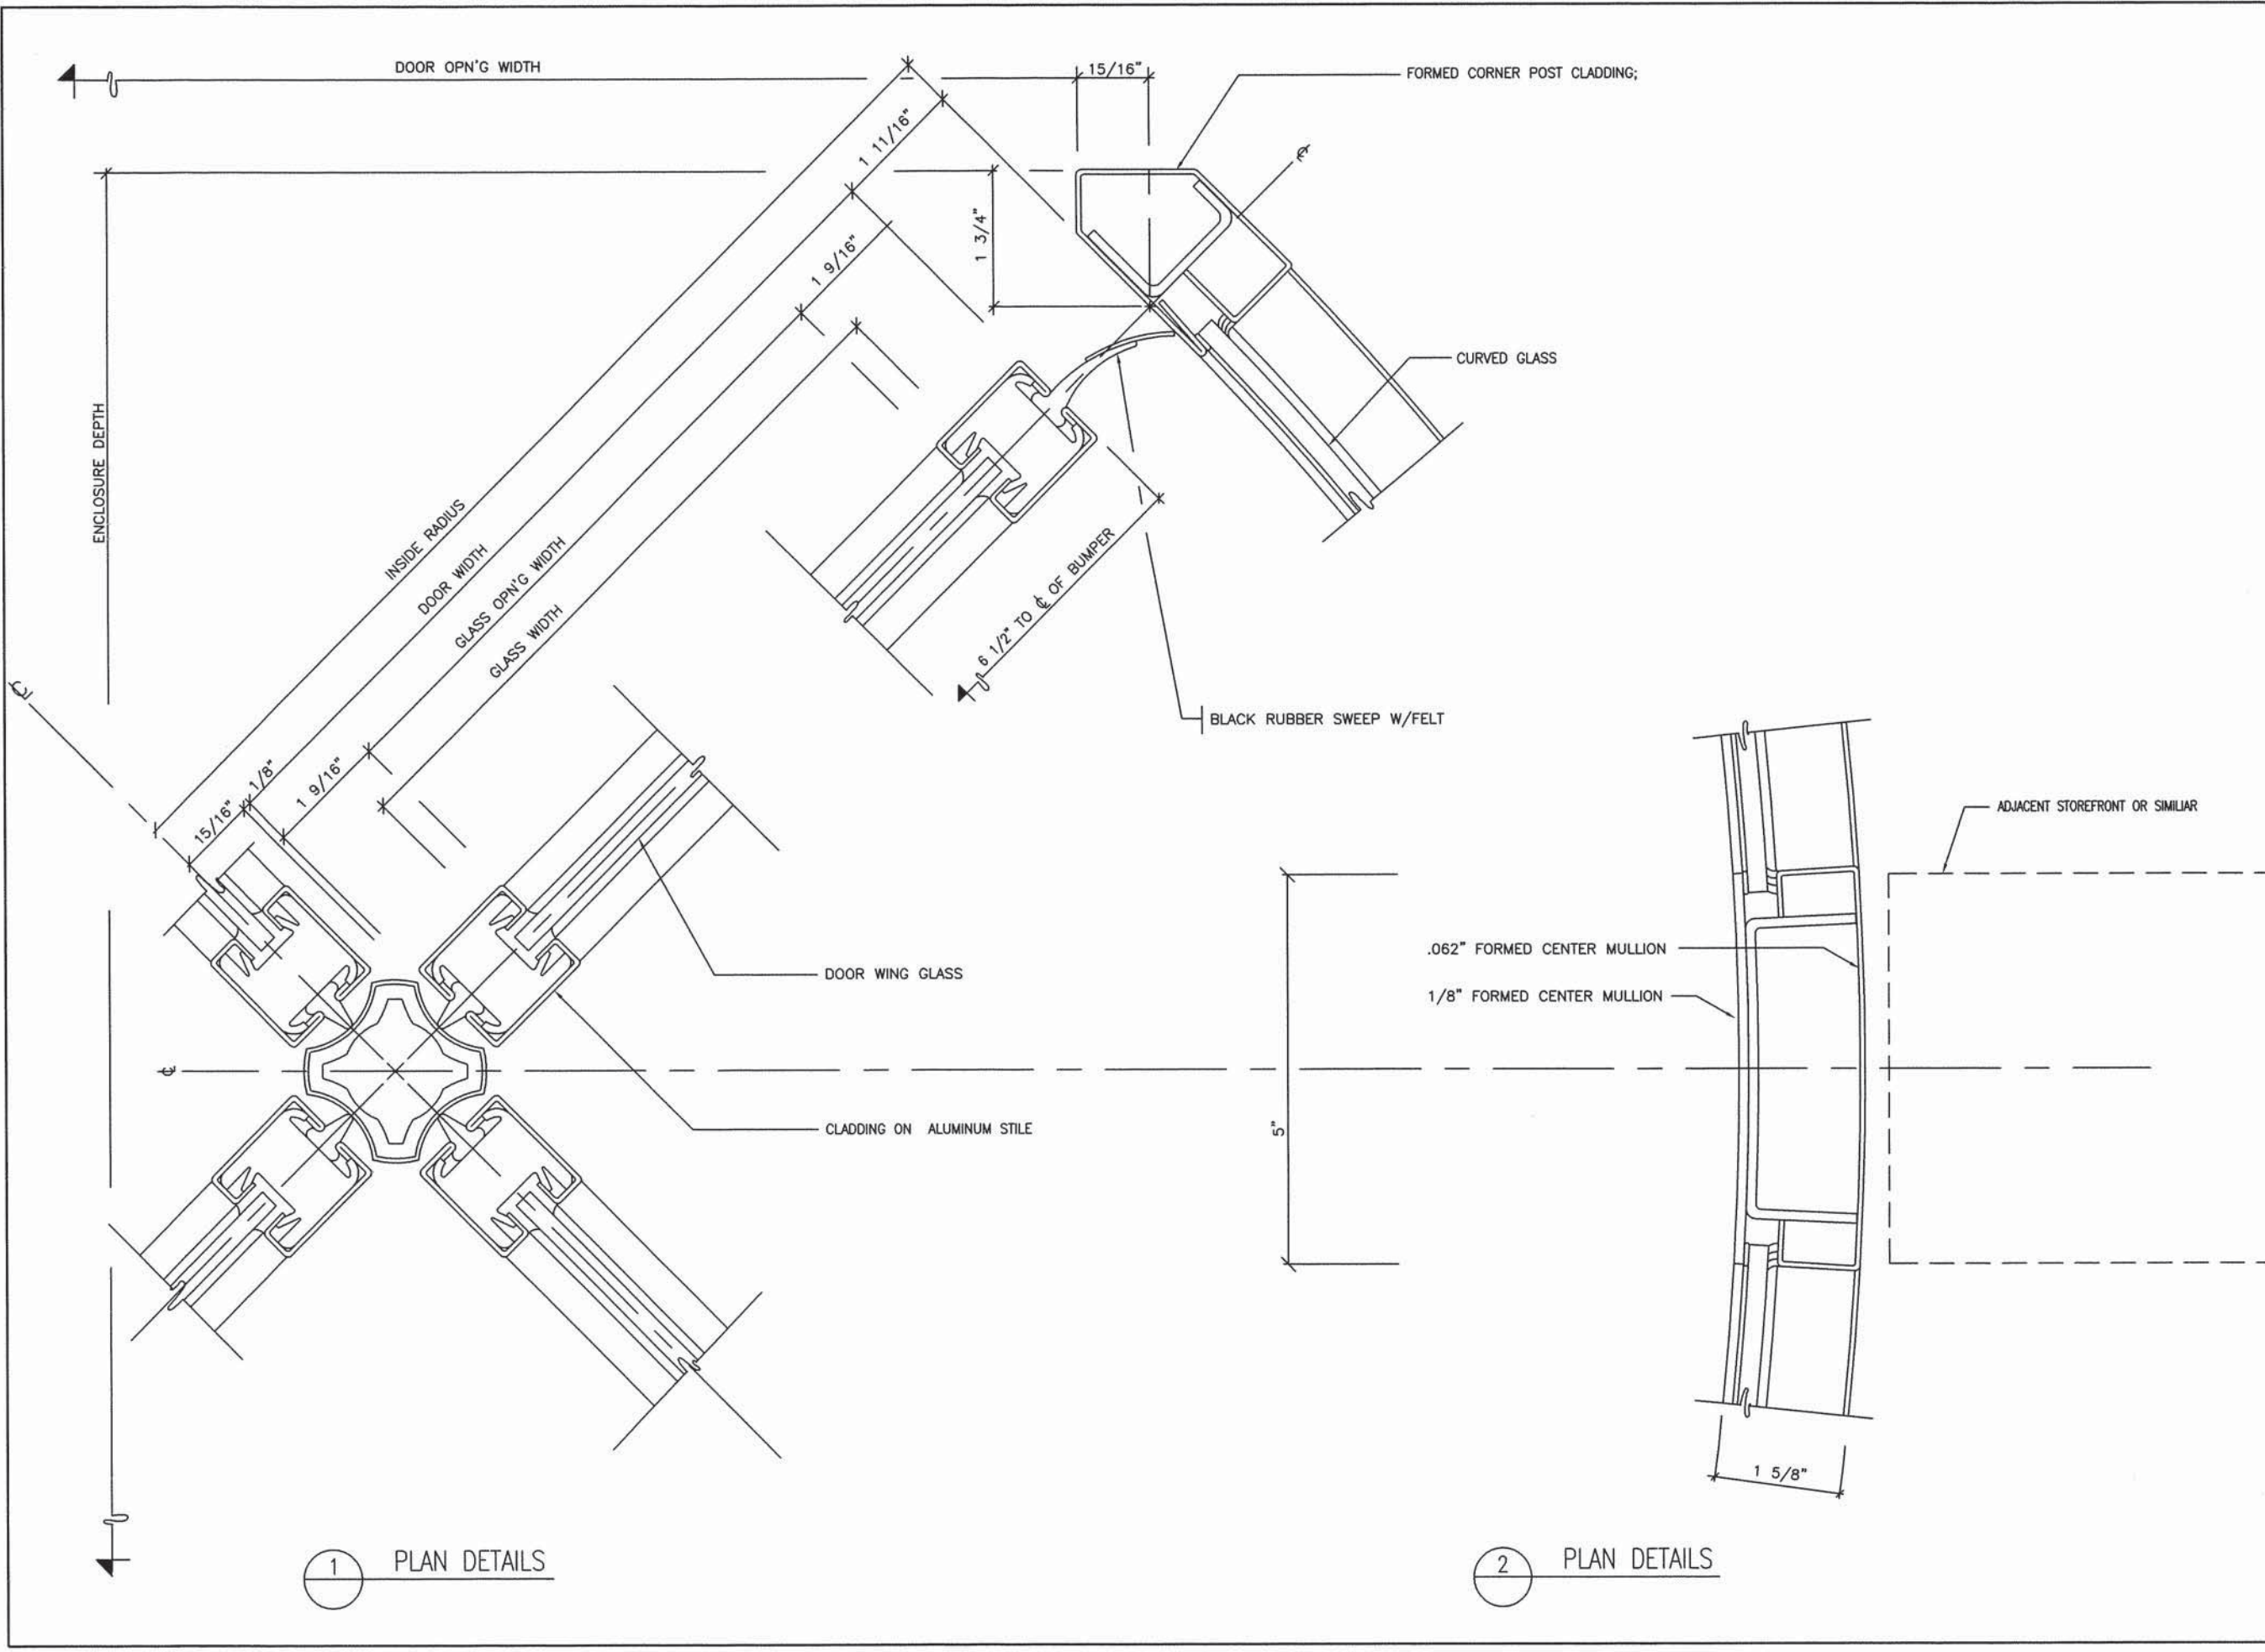 DOOR OPN'G WIDTH
15/16"
FORMED CORNER POST CLADDING;
1 11/16"
1 3/4"
1 9/16"
CURVED GLASS
ENCLOSURE DEPTH
INSIDE RADIUS
DOOR WIDTH
GLASS OPN'G WIDTH
GLASS WIDTH
6 1/2" TO ℄ OF BUMPER
℄
℄
BLACK RUBBER SWEEP W/FELT
15/16"
1/8"
1 9/16"
DOOR WING GLASS
℄
CLADDING ON ALUMINUM STILE
1 PLAN DETAILS
ADJACENT STOREFRONT OR SIMILIAR
.062" FORMED CENTER MULLION
1/8" FORMED CENTER MULLION
5"
1 5/8"
2 PLAN DETAILS